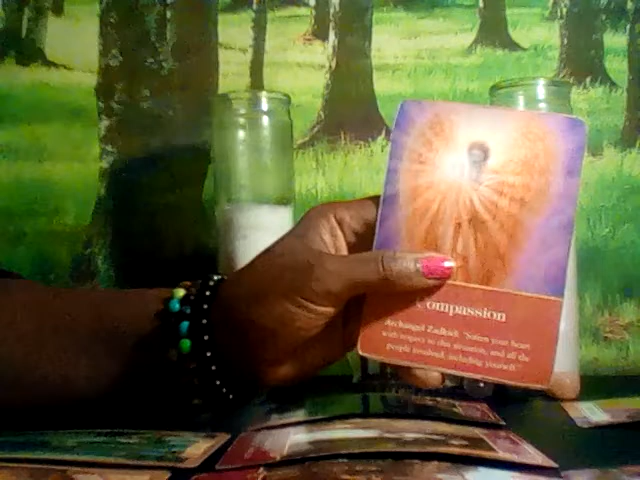 Compassion
Archangel Zadkiel: "Soften your heart
with respect to this situation, and all the
people involved, including yourself."